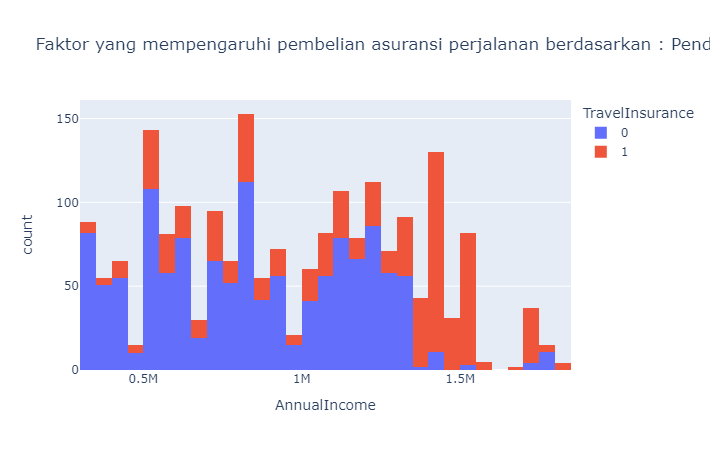 Faktor yang mempengaruhi pembelian asuransi perjalanan berdasarkan : Pend
TravelInsurance
0
1
150
100
50
0
count
0.5M 1M 1.5M
AnnualIncome